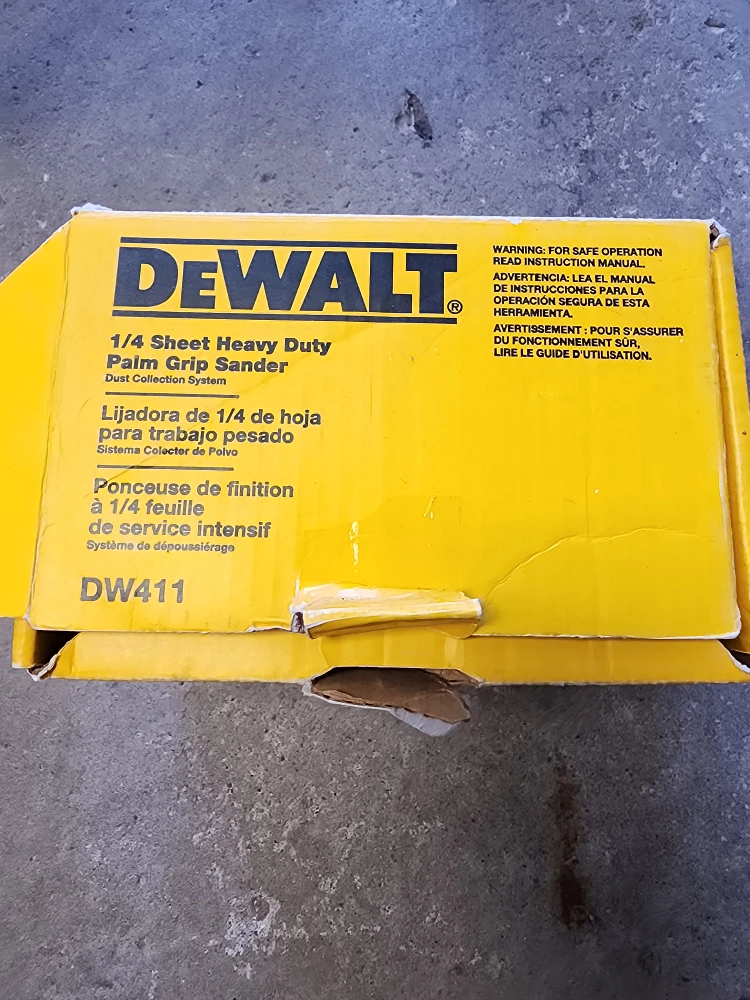 DEWALT®
1/4 Sheet Heavy Duty
Palm Grip Sander
Dust Collection System
Lijadora de 1/4 de hoja
para trabajo pesado
Sistema Colector de Polvo
Ponceuse de finition
à 1/4 feuille
de service intensif
Système de dépoussiérage
DW411
WARNING: FOR SAFE OPERATION
READ INSTRUCTION MANUAL.
ADVERTENCIA: LEA EL MANUAL
DE INSTRUCCIONES PARA LA
OPERACIÓN SEGURA DE ESTA
HERRAMIENTA.
AVERTISSEMENT : POUR S'ASSURER
DU FONCTIONNEMENT SÛR,
LIRE LE GUIDE D'UTILISATION.